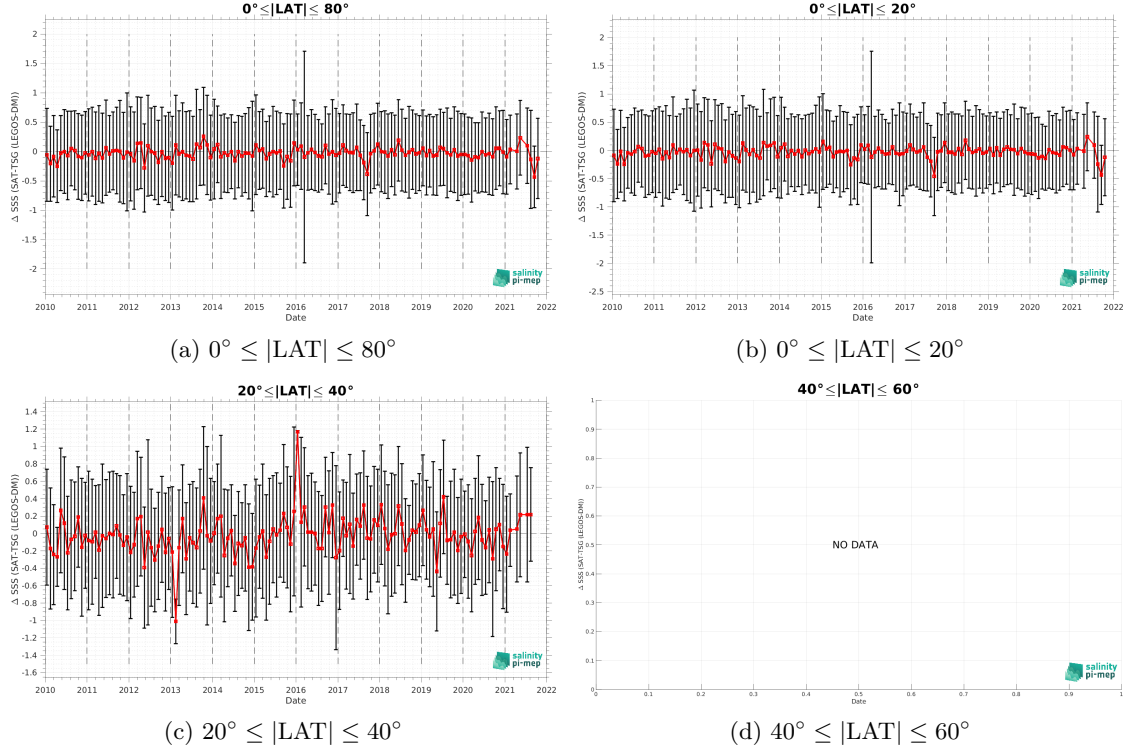 0°≤|LAT|≤ 80°
Δ SSS (SAT-TSG (LEGOS-DM))
2
1.5
1
0.5
0
-0.5
-1
-1.5
-2
salinity
pi-mep
2010 2011 2012 2013 2014 2015 2016 2017 2018 2019 2020 2021 2022
Date
(a) 0° ≤ |LAT| ≤ 80°
0°≤|LAT|≤ 20°
Δ SSS (SAT-TSG (LEGOS-DM))
2
1.5
1
0.5
0
-0.5
-1
-1.5
-2
-2.5
salinity
pi-mep
2010 2011 2012 2013 2014 2015 2016 2017 2018 2019 2020 2021 2022
Date
(b) 0° ≤ |LAT| ≤ 20°
20°≤|LAT|≤ 40°
Δ SSS (SAT-TSG (LEGOS-DM))
1.4
1.2
1
0.8
0.6
0.4
0.2
0
-0.2
-0.4
-0.6
-0.8
-1
-1.2
-1.4
-1.6
salinity
pi-mep
2010 2011 2012 2013 2014 2015 2016 2017 2018 2019 2020 2021 2022
Date
(c) 20° ≤ |LAT| ≤ 40°
40°≤|LAT|≤ 60°
Δ SSS (SAT-TSG (LEGOS-DM))
1
0.9
0.8
0.7
0.6
0.5
0.4
0.3
0.2
0.1
0
NO DATA
salinity
pi-mep
0 0.1 0.2 0.3 0.4 0.5 0.6 0.7 0.8 0.9 1
Date
(d) 40° ≤ |LAT| ≤ 60°